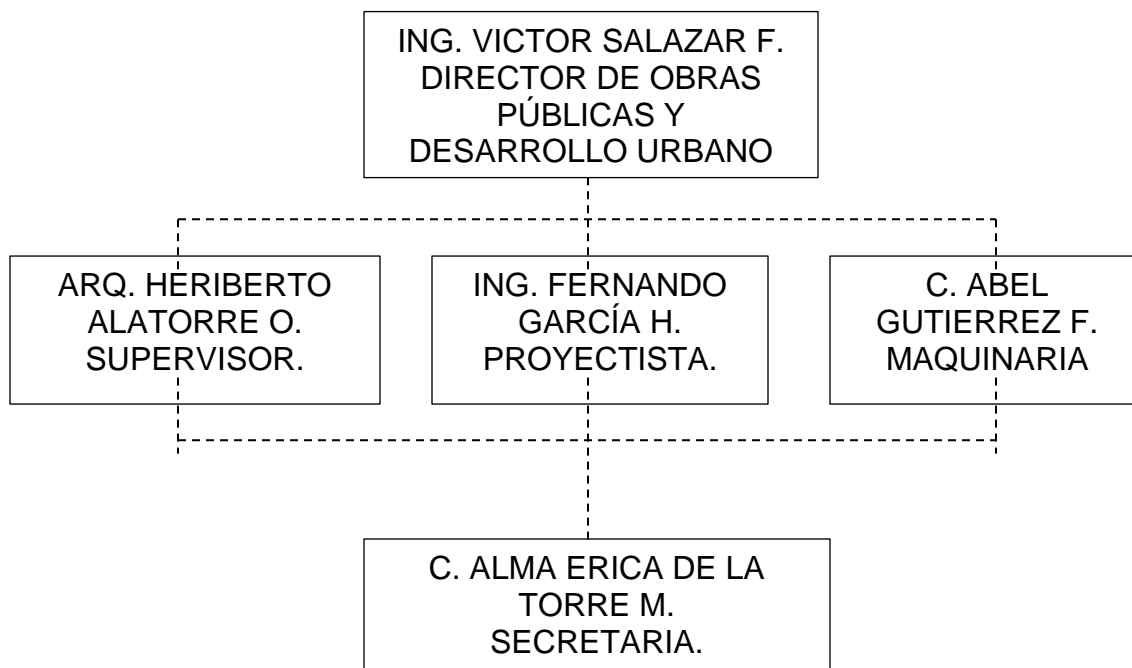 ING. VICTOR SALAZAR F.
DIRECTOR DE OBRAS
PÚBLICAS Y
DESARROLLO URBANO
ARQ. HERIBERTO
ALATORRE O.
SUPERVISOR.
ING. FERNANDO
GARCÍA H.
PROYECTISTA.
C. ABEL
GUTIERREZ F.
MAQUINARIA
C. ALMA ERICA DE LA
TORRE M.
SECRETARIA.